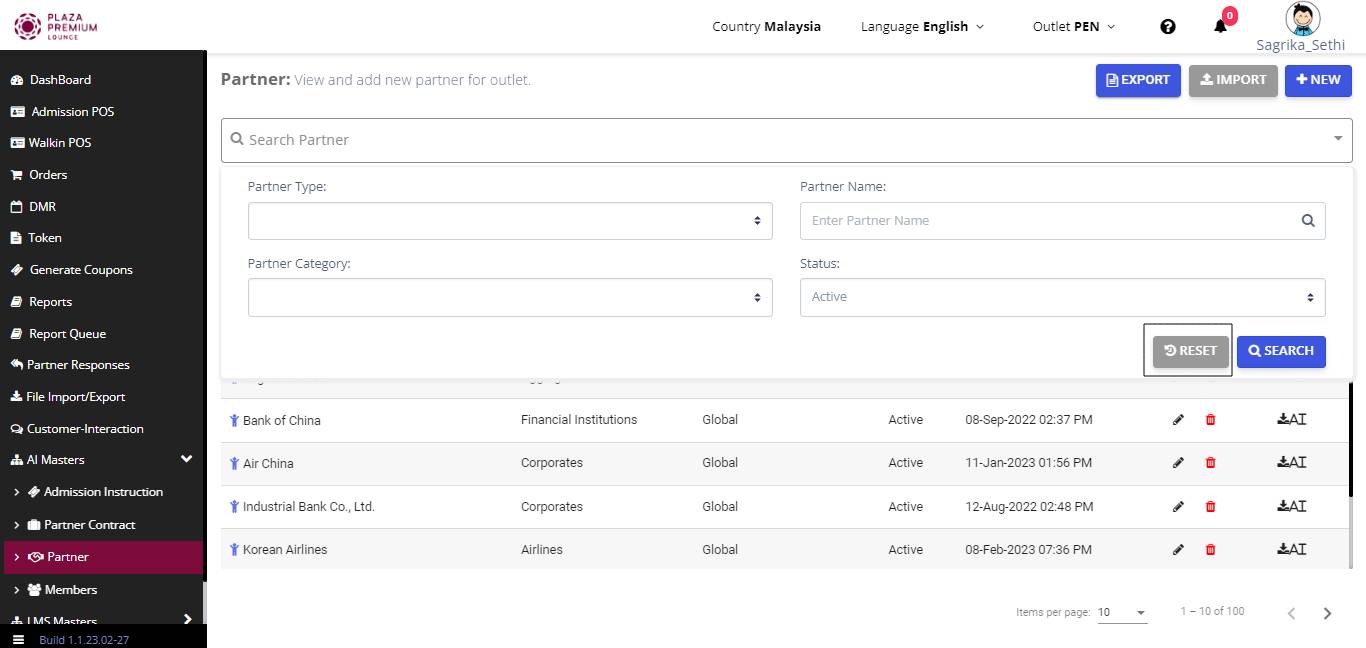 PLAZA
PREMIUM
LOUNGE
Country Malaysia
Language English
Outlet PEN
0
Sagrika_Sethi
DashBoard
Admission POS
Walkin POS
Orders
DMR
Token
Generate Coupons
Reports
Report Queue
Partner Responses
File Import/Export
Customer-Interaction
AI Masters
Admission Instruction
Partner Contract
Partner
Members
LMS Masters
Build 1.1.23.02-27
Partner: View and add new partner for outlet.
EXPORT
IMPORT
NEW
Search Partner
Partner Type:
Partner Name:
Enter Partner Name
Partner Category:
Status:
Active
RESET
SEARCH
Bank of China Financial Institutions Global Active 08-Sep-2022 02:37 PM AI
Air China Corporates Global Active 11-Jan-2023 01:56 PM AI
Industrial Bank Co., Ltd. Corporates Global Active 12-Aug-2022 02:48 PM AI
Korean Airlines Airlines Global Active 08-Feb-2023 07:36 PM AI
Items per page: 10 1 – 10 of 100